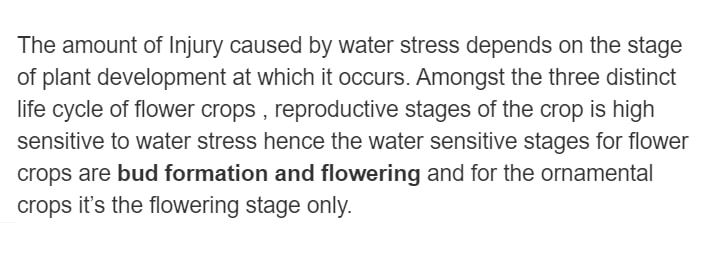 The amount of Injury caused by water stress depends on the stage
of plant development at which it occurs. Amongst the three distinct
life cycle of flower crops , reproductive stages of the crop is high
sensitive to water stress hence the water sensitive stages for flower
crops are bud formation and flowering and for the ornamental
crops it’s the flowering stage only.